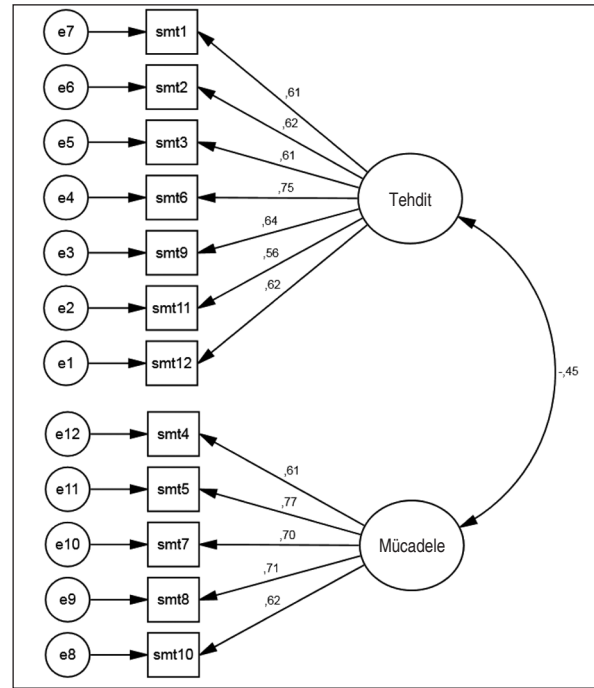 e7 smt1
,61
e6 smt2
,62
e5 smt3
,61
e4 smt6
,75
Tehdit
e3 smt9
,64
e2 smt11
,56
e1 smt12
,62
-,45
e12 smt4
,61
e11 smt5
,77
e10 smt7
,70
Mücadele
e9 smt8
,71
e8 smt10
,62